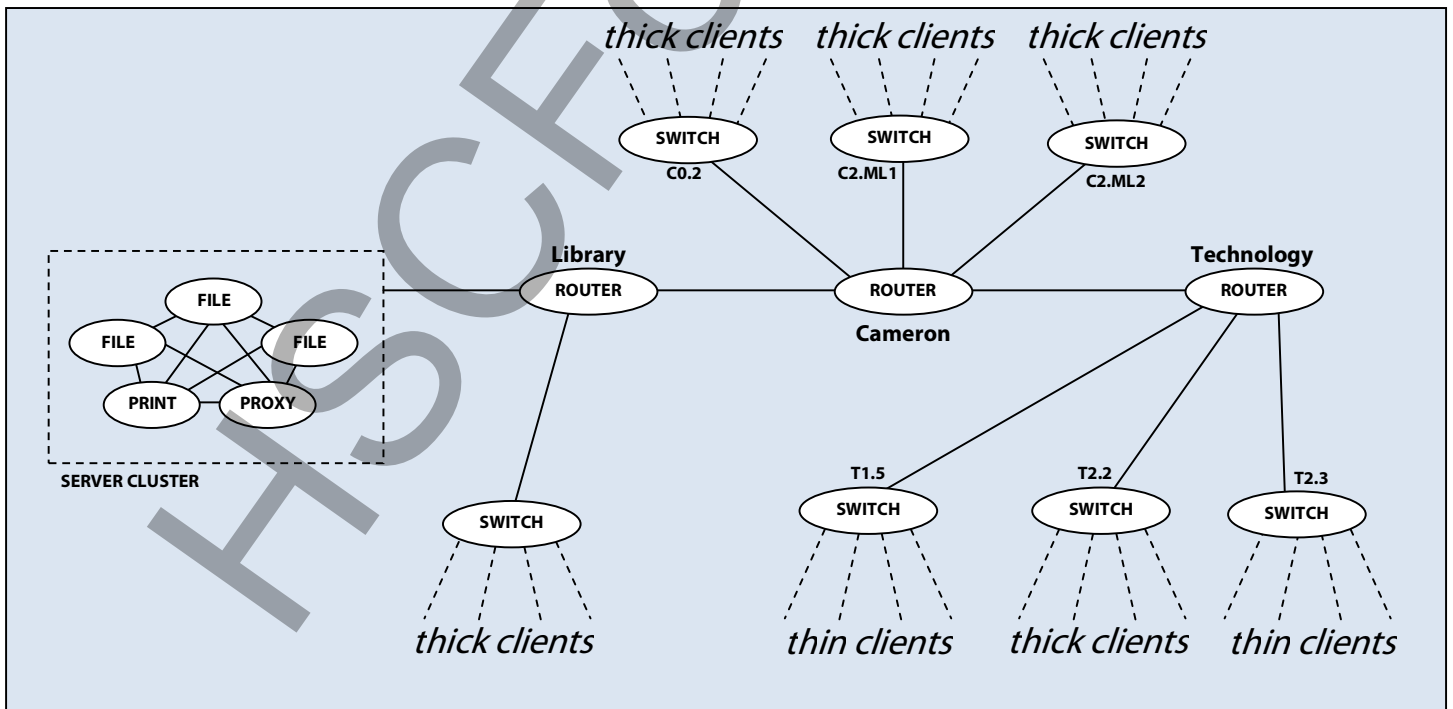 thick clients thick clients thick clients
SWITCH SWITCH SWITCH
C0.2 C2.ML1 C2.ML2
Library Technology
ROUTER ROUTER ROUTER
Cameron
FILE
FILE FILE
PRINT PROXY
SERVER CLUSTER
T1.5 T2.2 T2.3
SWITCH SWITCH SWITCH SWITCH
thick clients thin clients thick clients thin clients